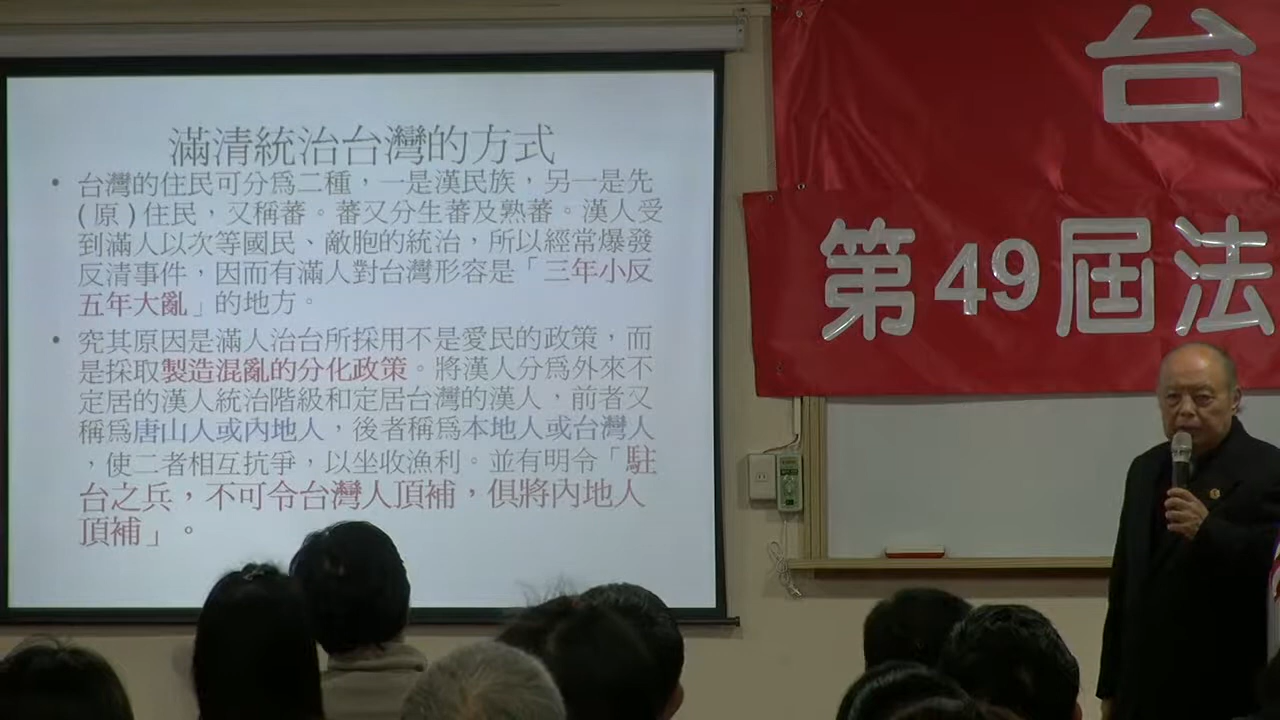 滿清統治台灣的方式
• 台灣的住民可分為二種，一是漢民族，另一是先
(原)住民，又稱蕃。蕃又分生蕃及熟蕃。漢人受
到滿人以次等國民、敵胞的統治，所以經常爆發
反清事件，因而有滿人對台灣形容是「三年小反
五年大亂」的地方。
• 究其原因是滿人治台所採用不是愛民的政策，而
是採取製造混亂的分化政策。將漢人分為外來不
定居的漢人統治階級和定居台灣的漢人，前者又
稱為唐山人或內地人，後者稱為本地人或台灣人
，使二者相互抗爭，以坐收漁利。並有明令「駐
台之兵，不可令台灣人頂補，俱將內地人
頂補」。
台
第49屆法